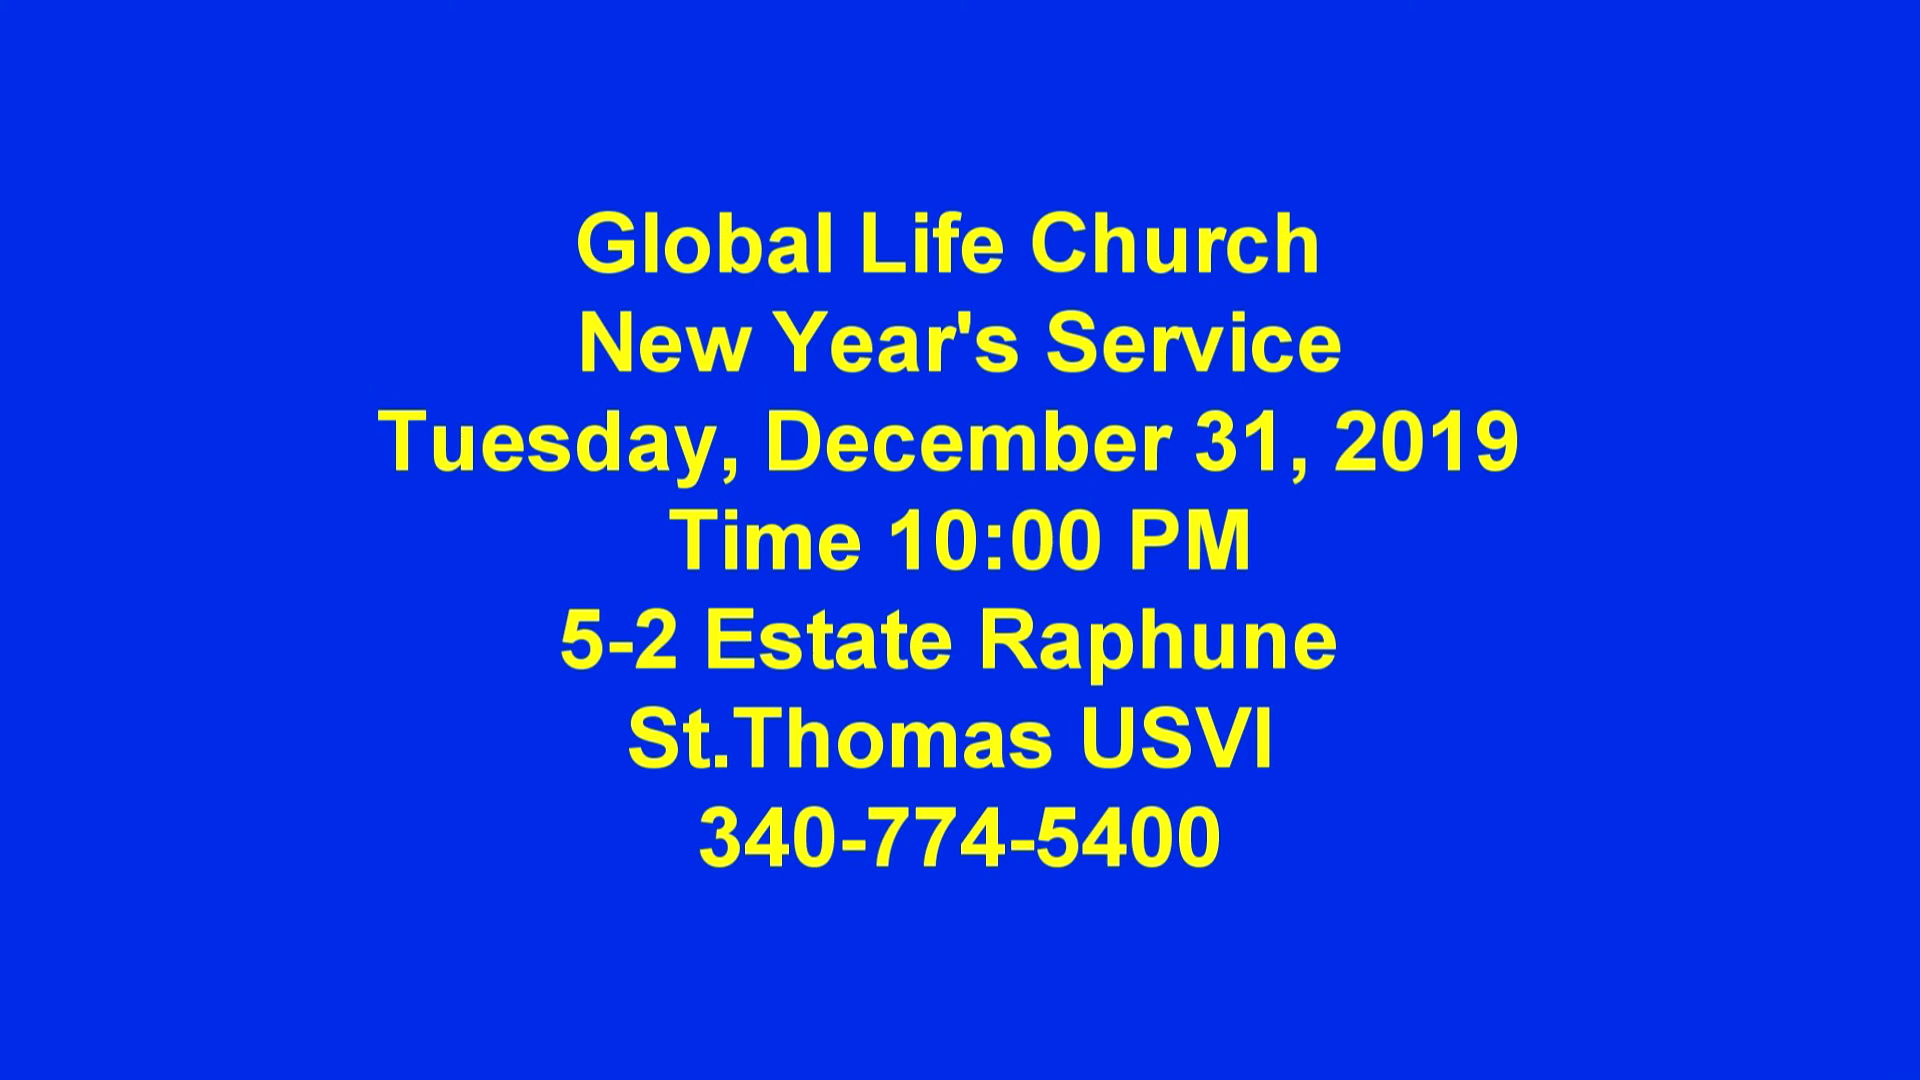 Global Life Church
New Year's Service
Tuesday, December 31, 2019
Time 10:00 PM
5-2 Estate Raphune
St.Thomas USVI
340-774-5400